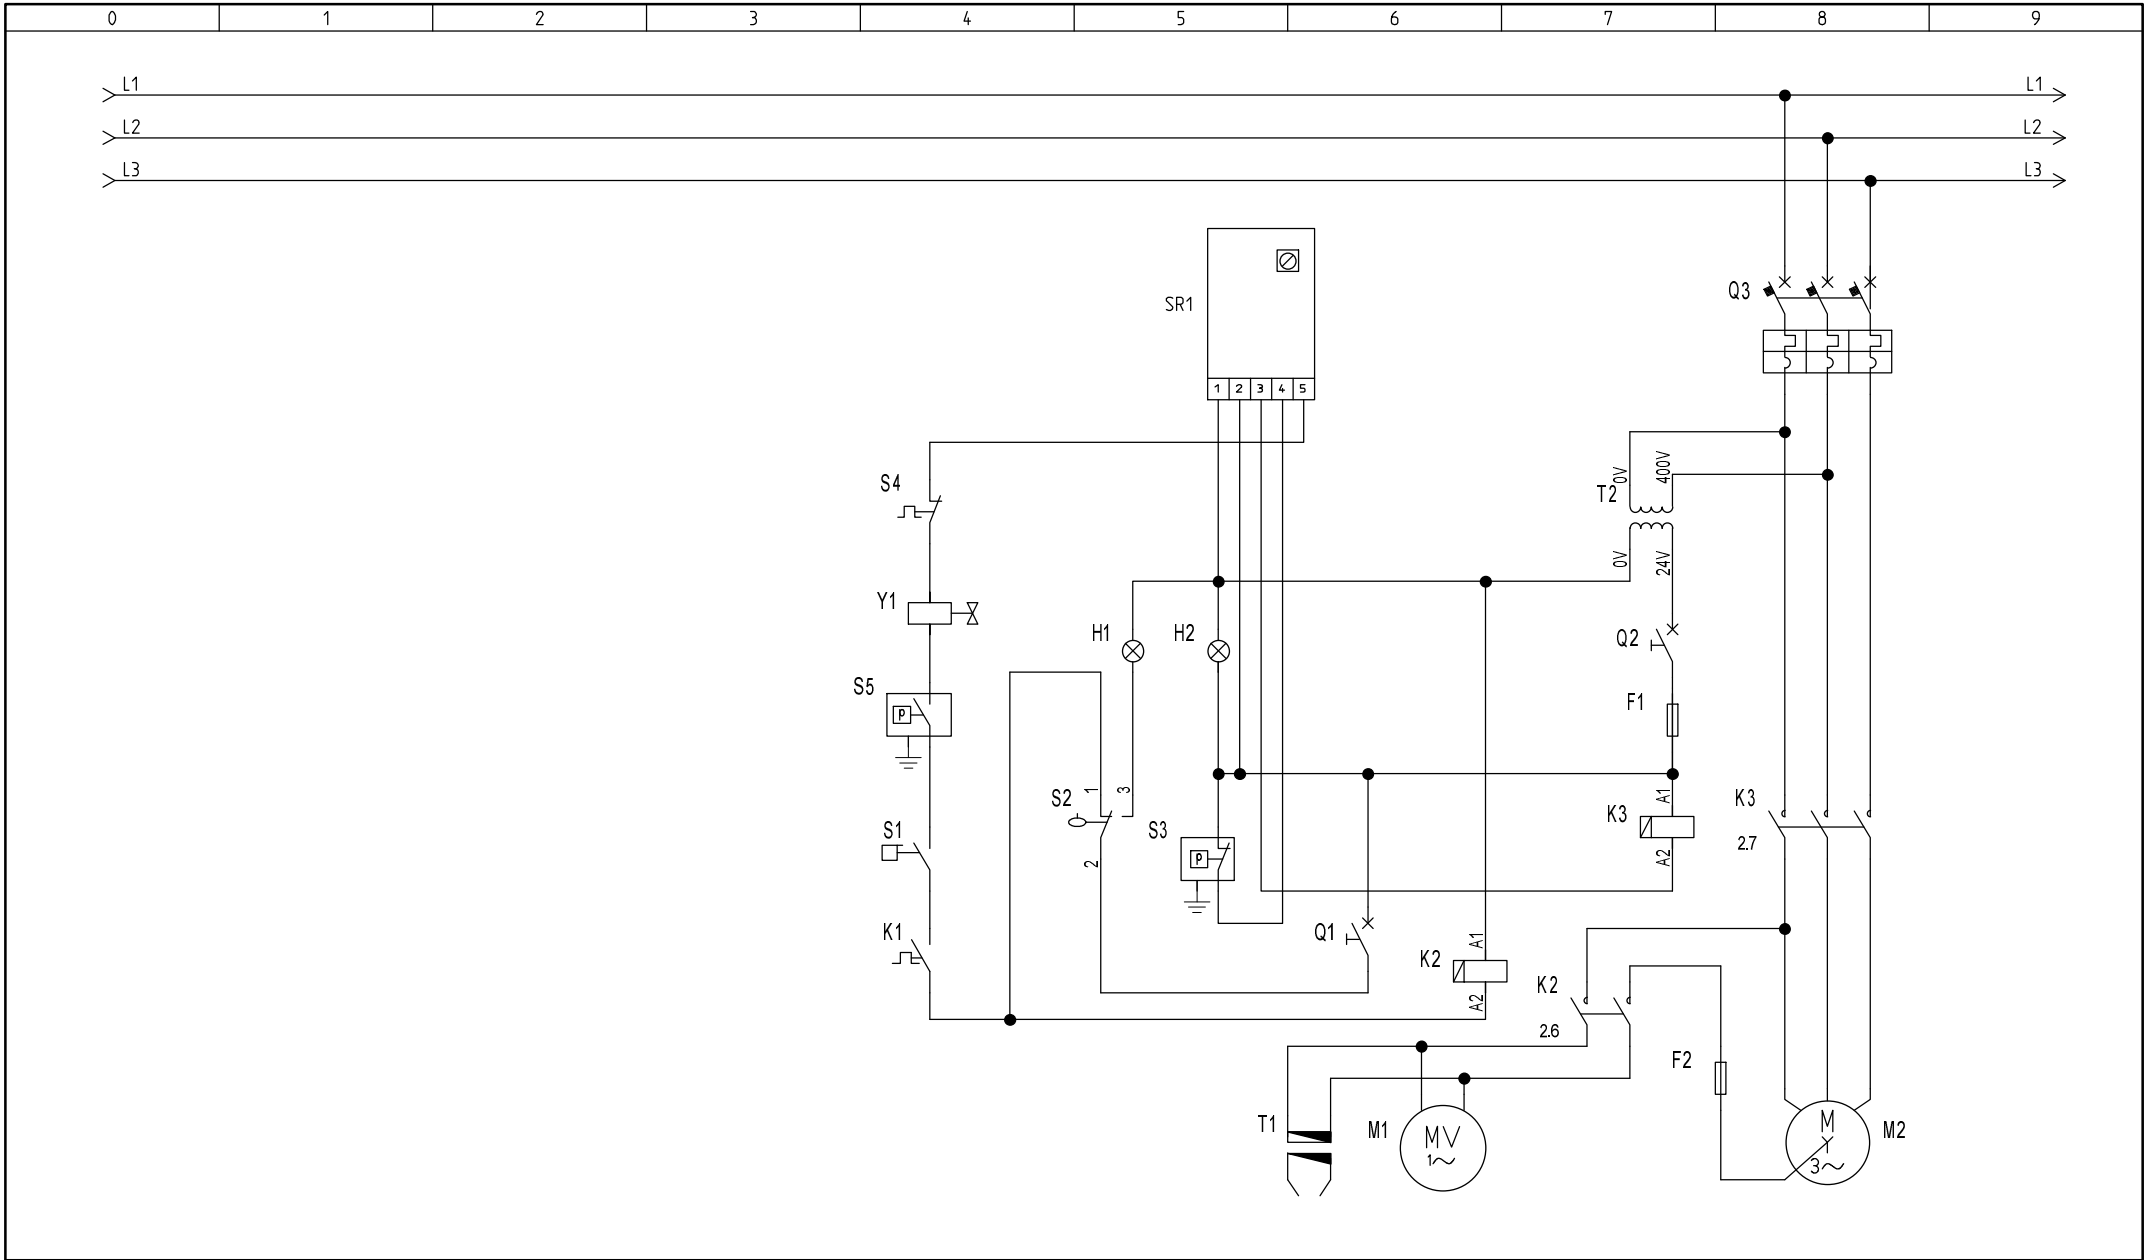 0 1 2 3 4 5 6 7 8 9
L1 L1
L2 L2
L3 L3
SR1
Q3
1 2 3 4 5
S4
0V
400V
T2
0V
24V
Y1
H1
H2
Q2
S5
P
F1
S2
1
3
2
S3
P
A1
K3
A2
K3
2.7
S1
K1
Q1
A1
K2
A2
K2
2.6
F2
T1
M1
MV
1~
M
Y
3~
M2